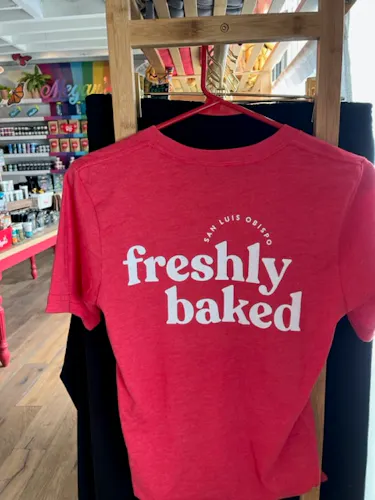 SAN LUIS OBISPO
freshly
baked